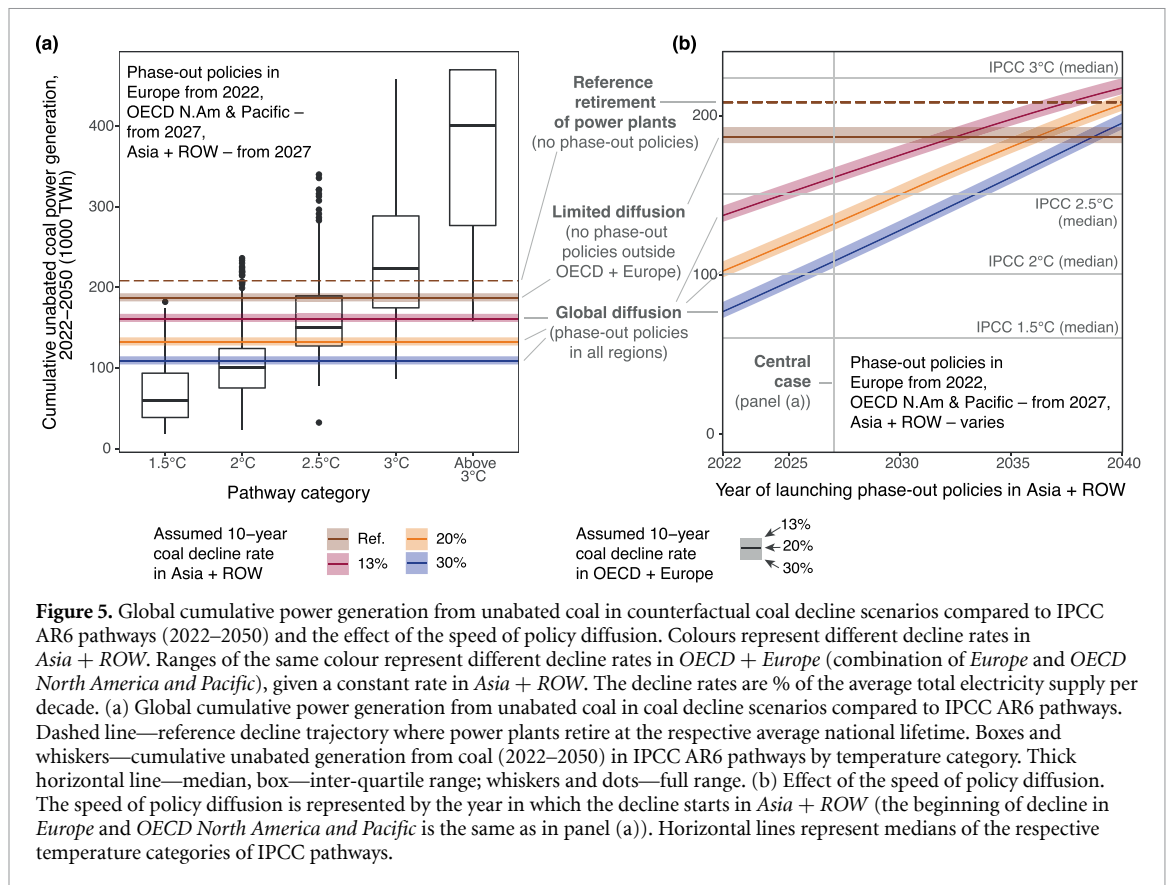 (a)
Cumulative unabated coal power generation,
2022–2050 (1000 TWh)
Phase-out policies in
Europe from 2022,
OECD N.Am & Pacific –
from 2027,
Asia + ROW – from 2027
400
300
200
100
0
1.5°C
2°C
2.5°C
3°C
Above
3°C
Pathway category
Reference
retirement
of power plants
(no phase-out policies)
Limited diffusion
(no phase-out
policies outside
OECD + Europe)
Global diffusion
(phase-out policies
in all regions)
(b)
IPCC 3°C (median)
200
IPCC 2.5°C
(median)
IPCC 2°C (median)
100
IPCC 1.5°C (median)
Central
case
(panel (a))
Phase-out policies in
Europe from 2022,
OECD N.Am & Pacific – from 2027,
Asia + ROW – varies
0
2022
2025
2030
2035
2040
Year of launching phase-out policies in Asia + ROW
Assumed 10−year
coal decline rate
in Asia + ROW
Ref.
20%
13%
30%
Assumed 10−year
coal decline rate
in OECD + Europe
13%
20%
30%
Figure 5. Global cumulative power generation from unabated coal in counterfactual coal decline scenarios compared to IPCC
AR6 pathways (2022–2050) and the effect of the speed of policy diffusion. Colours represent different decline rates in
Asia + ROW. Ranges of the same colour represent different decline rates in OECD + Europe (combination of Europe and OECD
North America and Pacific), given a constant rate in Asia + ROW. The decline rates are % of the average total electricity supply per
decade. (a) Global cumulative power generation from unabated coal in coal decline scenarios compared to IPCC AR6 pathways.
Dashed line—reference decline trajectory where power plants retire at the respective average national lifetime. Boxes and
whiskers—cumulative unabated generation from coal (2022–2050) in IPCC AR6 pathways by temperature category. Thick
horizontal line—median, box—inter-quartile range; whiskers and dots—full range. (b) Effect of the speed of policy diffusion.
The speed of policy diffusion is represented by the year in which the decline starts in Asia + ROW (the beginning of decline in
Europe and OECD North America and Pacific is the same as in panel (a)). Horizontal lines represent medians of the respective
temperature categories of IPCC pathways.